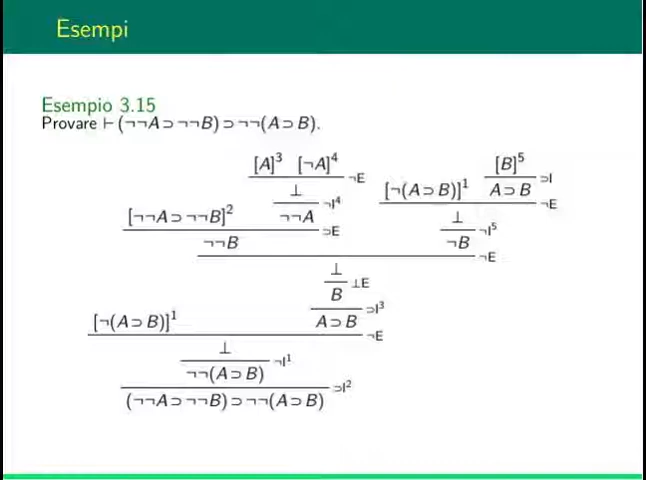 Esempi
Esempio 3.15
Provare ⊢ (¬¬A ⊃ ¬¬B) ⊃ ¬¬(A ⊃ B).
[A]³ [¬A]⁴ ¬E
[B]⁵ ⊃I
⊥ ¬I⁴
[¬(A ⊃ B)]¹ A ⊃ B ¬E
[¬¬A ⊃ ¬¬B]² ¬¬A ⊃E
⊥ ¬I⁵
¬¬B ¬B ¬E
⊥ ⊥E
B ⊃I³
[¬(A ⊃ B)]¹ A ⊃ B ¬E
⊥ ¬I¹
¬¬(A ⊃ B) ⊃I²
(¬¬A ⊃ ¬¬B) ⊃ ¬¬(A ⊃ B)